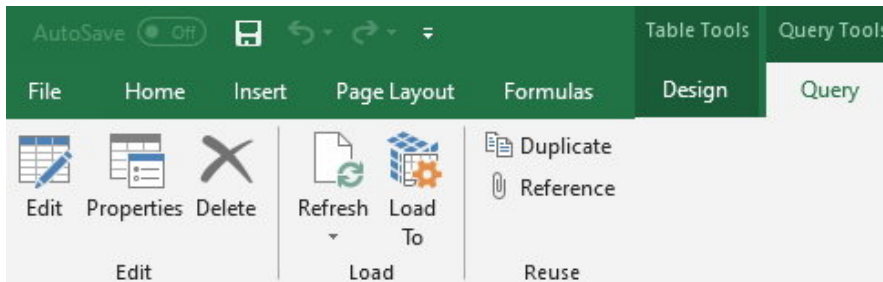 AutoSave Off
Table Tools Query Tools
File Home Insert Page Layout Formulas Design Query
Edit Properties Delete Refresh Load To Duplicate
Reference
Edit Load Reuse